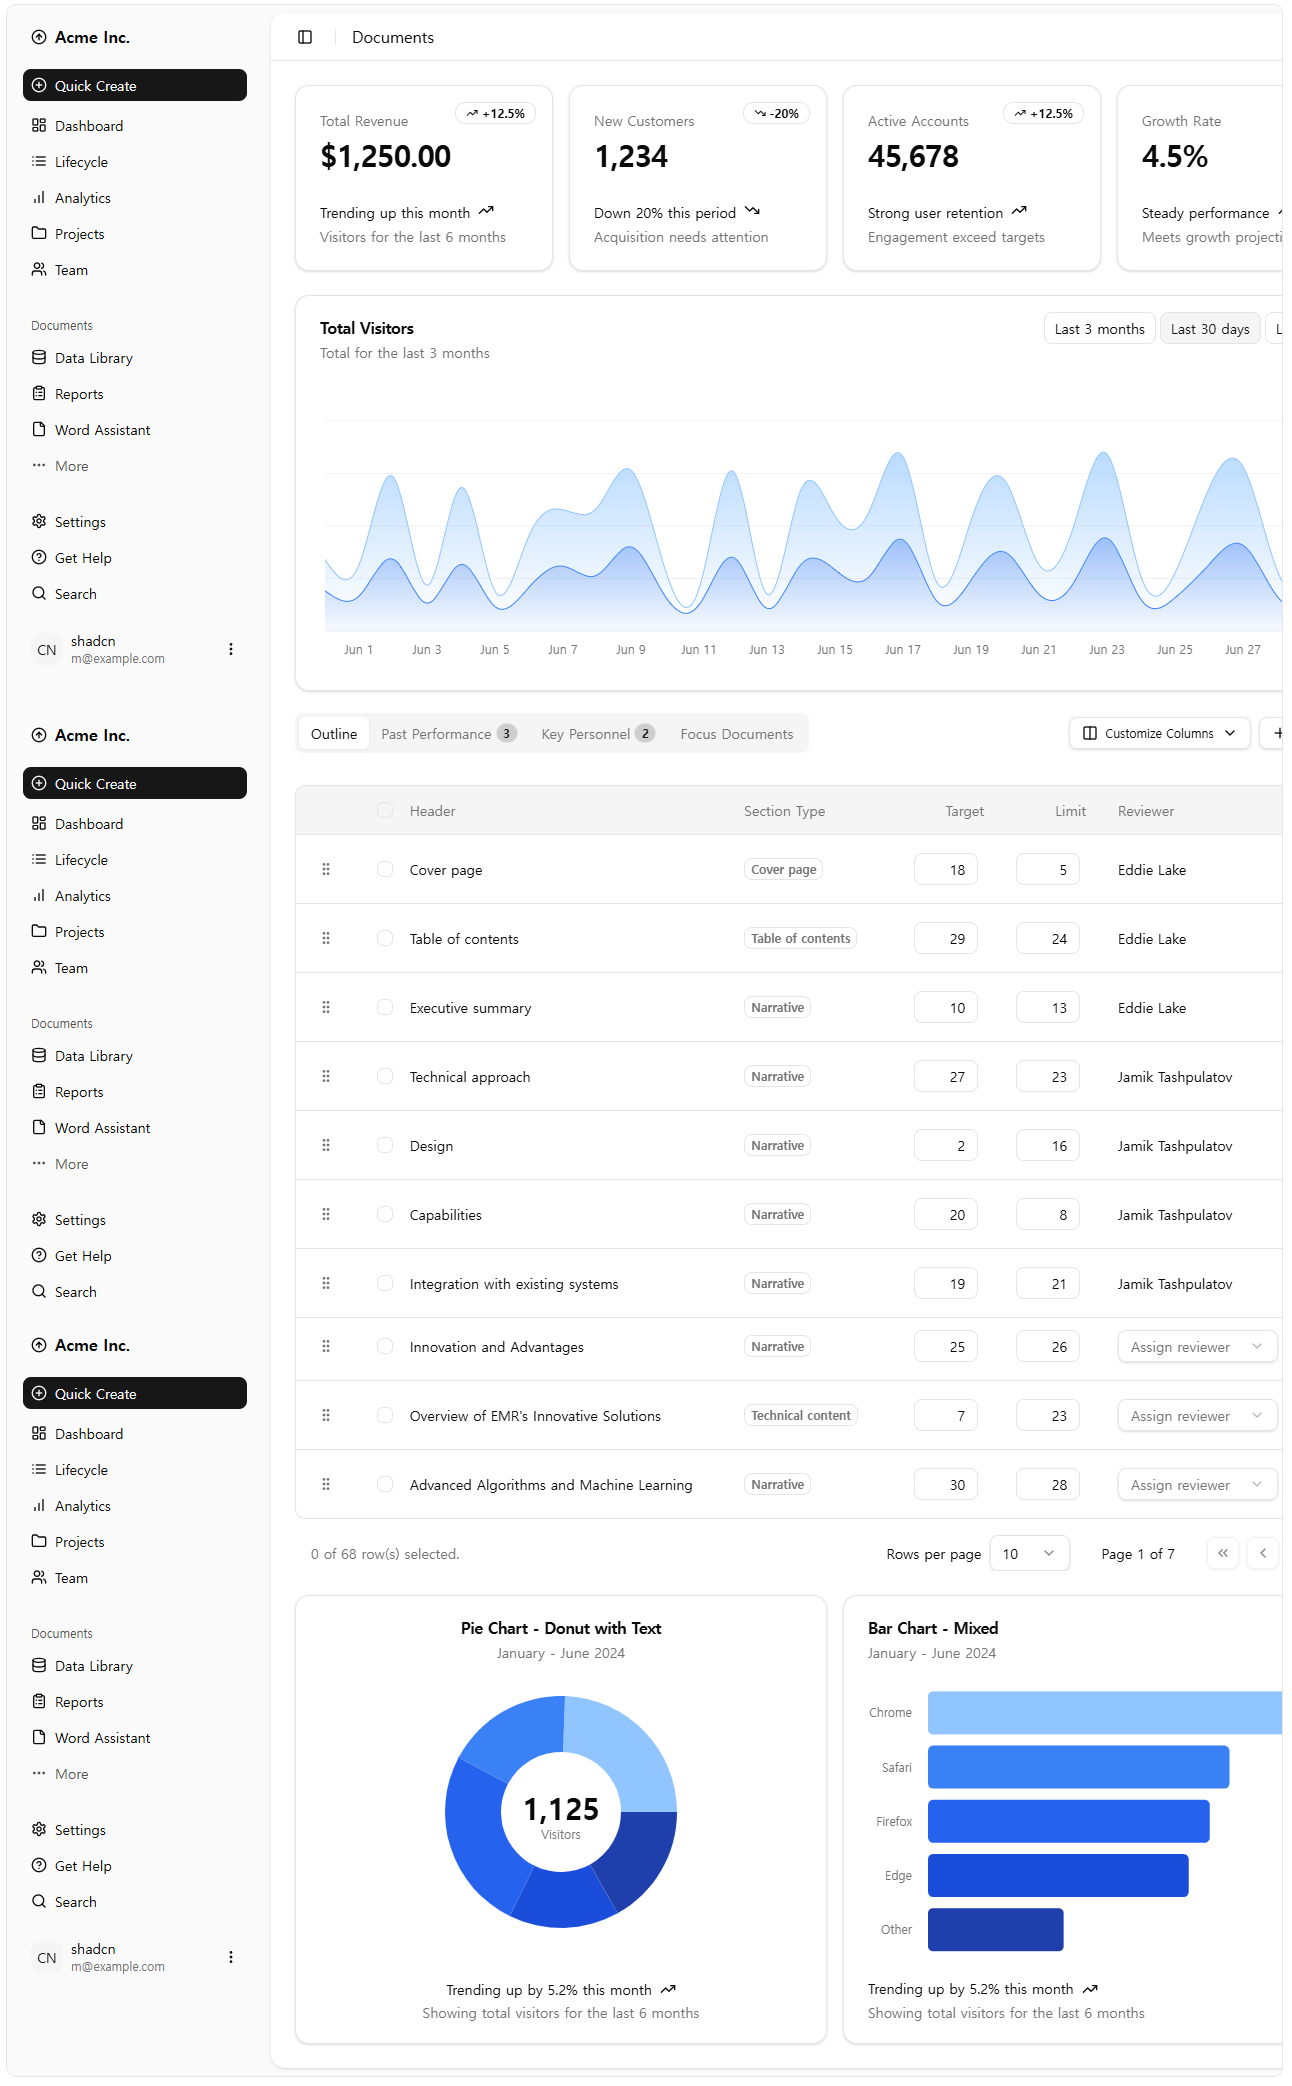 Acme Inc.
Quick Create
Dashboard
Lifecycle
Analytics
Projects
Team
Documents
Data Library
Reports
Word Assistant
More
Settings
Get Help
Search
CN
shadcn
m@example.com
Acme Inc.
Quick Create
Dashboard
Lifecycle
Analytics
Projects
Team
Documents
Data Library
Reports
Word Assistant
More
Settings
Get Help
Search
Acme Inc.
Quick Create
Dashboard
Lifecycle
Analytics
Projects
Team
Documents
Data Library
Reports
Word Assistant
More
Settings
Get Help
Search
CN
shadcn
m@example.com
Documents
Total Revenue
+12.5%
$1,250.00
Trending up this month
Visitors for the last 6 months
New Customers
-20%
1,234
Down 20% this period
Acquisition needs attention
Active Accounts
+12.5%
45,678
Strong user retention
Engagement exceed targets
Growth Rate
4.5%
Steady performance
Meets growth projecti
Total Visitors
Total for the last 3 months
Last 3 months Last 30 days L
Jun 1 Jun 3 Jun 5 Jun 7 Jun 9 Jun 11 Jun 13 Jun 15 Jun 17 Jun 19 Jun 21 Jun 23 Jun 25 Jun 27
Outline Past Performance 3 Key Personnel 2 Focus Documents
Customize Columns
Header Section Type Target Limit Reviewer
Cover page Cover page 18 5 Eddie Lake
Table of contents Table of contents 29 24 Eddie Lake
Executive summary Narrative 10 13 Eddie Lake
Technical approach Narrative 27 23 Jamik Tashpulatov
Design Narrative 2 16 Jamik Tashpulatov
Capabilities Narrative 20 8 Jamik Tashpulatov
Integration with existing systems Narrative 19 21 Jamik Tashpulatov
Innovation and Advantages Narrative 25 26 Assign reviewer
Overview of EMR's Innovative Solutions Technical content 7 23 Assign reviewer
Advanced Algorithms and Machine Learning Narrative 30 28 Assign reviewer
0 of 68 row(s) selected.
Rows per page 10 Page 1 of 7
Pie Chart - Donut with Text
January - June 2024
1,125
Visitors
Trending up by 5.2% this month
Showing total visitors for the last 6 months
Bar Chart - Mixed
January - June 2024
Chrome
Safari
Firefox
Edge
Other
Trending up by 5.2% this month
Showing total visitors for the last 6 months